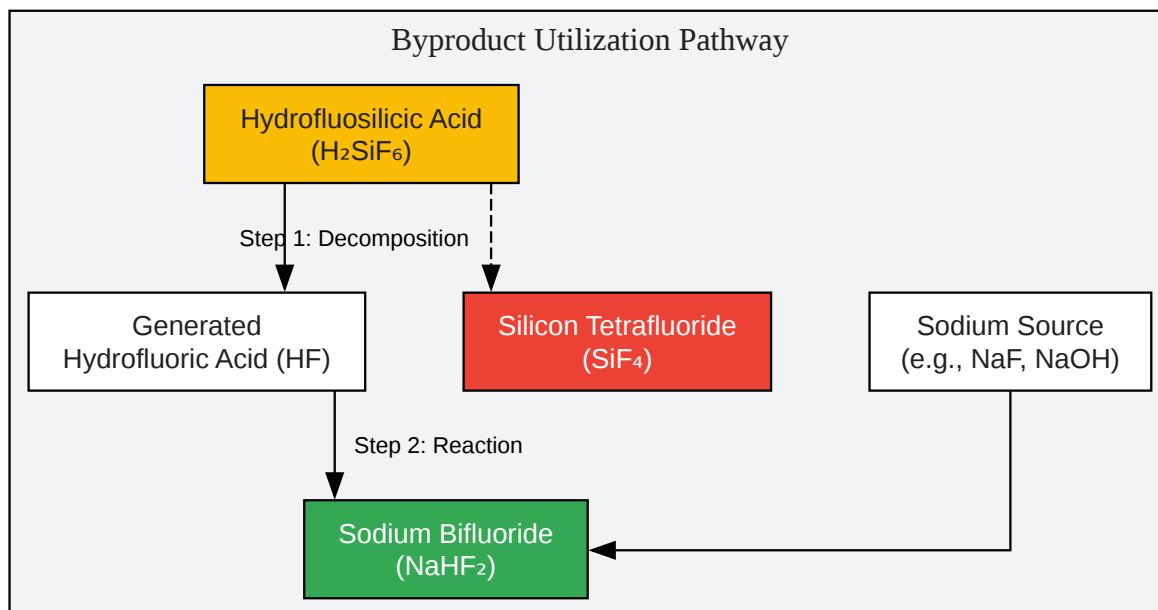 Byproduct Utilization Pathway
Hydrofluosilicic Acid
(H₂SiF₆)
Step 1: Decomposition
Generated
Hydrofluoric Acid (HF)
Silicon Tetrafluoride
(SiF₄)
Sodium Source
(e.g., NaF, NaOH)
Step 2: Reaction
Sodium Bifluoride
(NaHF₂)